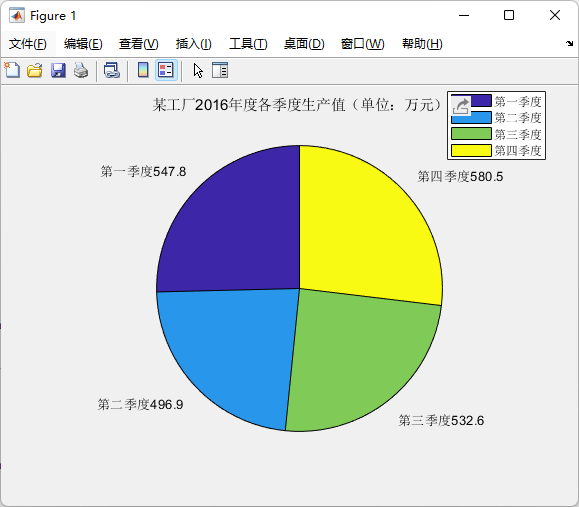 Figure 1
文件(F) 编辑(E) 查看(V) 插入(I) 工具(T) 桌面(D) 窗口(W) 帮助(H)
某工厂2016年度各季度生产值（单位：万元）
第一季度
第二季度
第三季度
第四季度
第一季度547.8
第四季度580.5
第二季度496.9
第三季度532.6